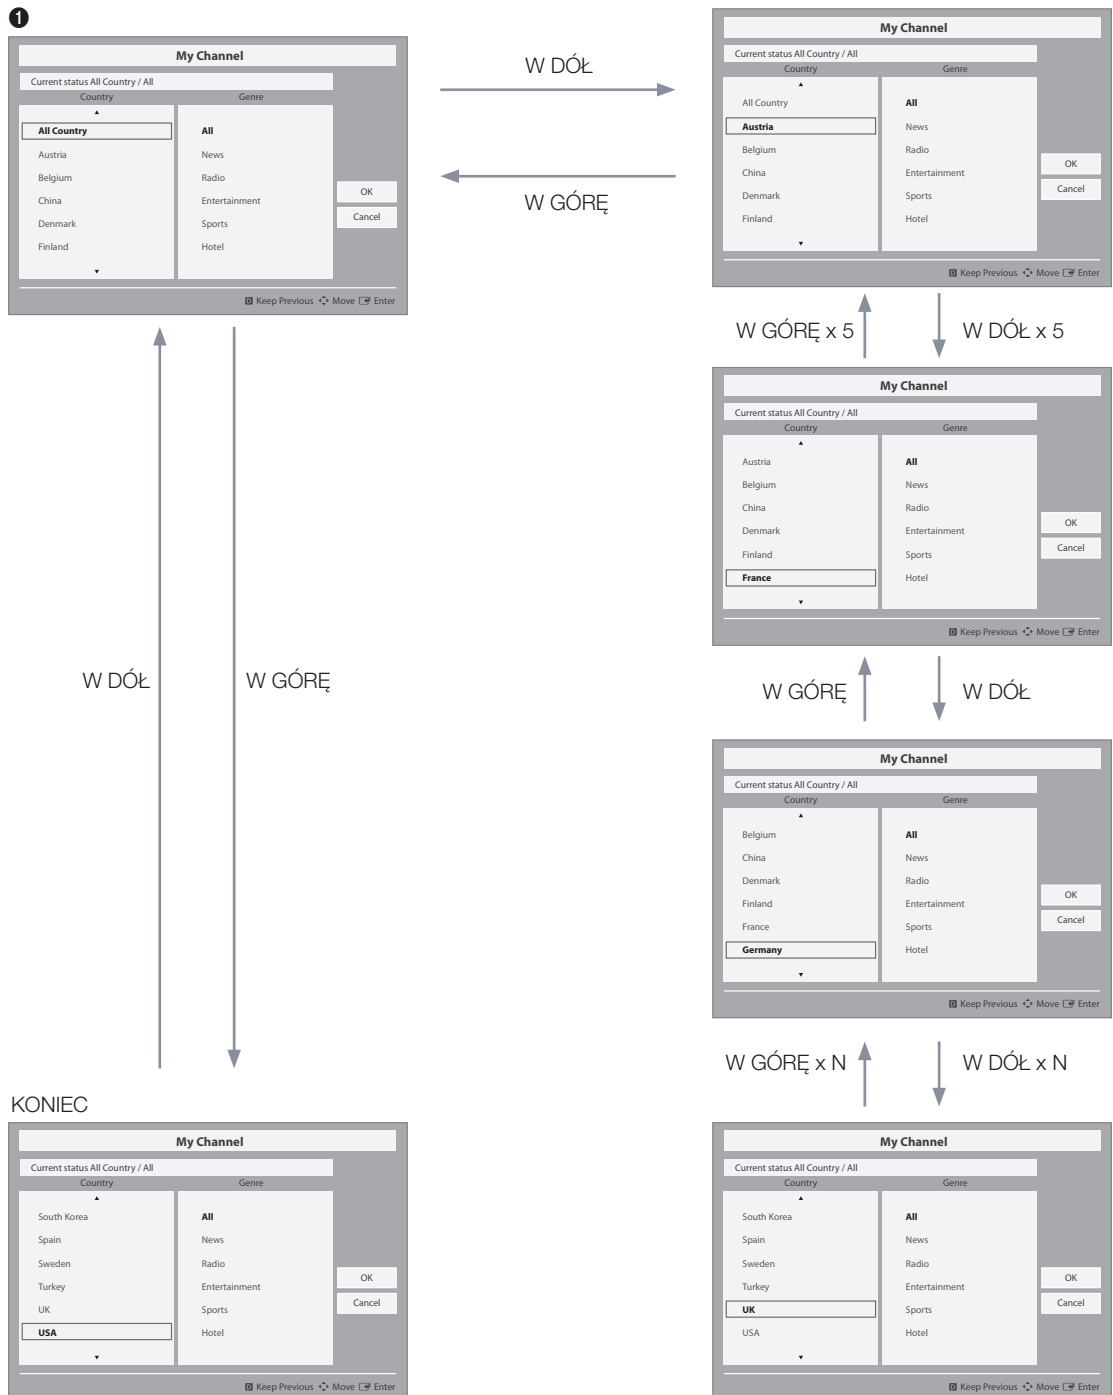 ❶
My Channel
Current status All Country / All
Country Genre
▲
All Country All
Austria News
Belgium Radio
China Entertainment
Denmark Sports
Finland Hotel
▼
OK
Cancel
D Keep Previous Move Enter
W DÓŁ
W GÓRĘ
My Channel
Current status All Country / All
Country Genre
▲
All Country All
Austria News
Belgium Radio
China Entertainment
Denmark Sports
Finland Hotel
▼
OK
Cancel
D Keep Previous Move Enter
W GÓRĘ x 5 W DÓŁ x 5
My Channel
Current status All Country / All
Country Genre
▲
Austria All
Belgium News
China Radio
Denmark Entertainment
Finland Sports
France Hotel
▼
OK
Cancel
D Keep Previous Move Enter
W DÓŁ W GÓRĘ
W GÓRĘ W DÓŁ
My Channel
Current status All Country / All
Country Genre
▲
Belgium All
China News
Denmark Radio
Finland Entertainment
France Sports
Germany Hotel
▼
OK
Cancel
D Keep Previous Move Enter
W GÓRĘ x N W DÓŁ x N
KONIEC
My Channel
Current status All Country / All
Country Genre
▲
South Korea All
Spain News
Sweden Radio
Turkey Entertainment
UK Sports
USA Hotel
▼
OK
Cancel
D Keep Previous Move Enter
My Channel
Current status All Country / All
Country Genre
▲
South Korea All
Spain News
Sweden Radio
Turkey Entertainment
UK Sports
USA Hotel
▼
OK
Cancel
D Keep Previous Move Enter